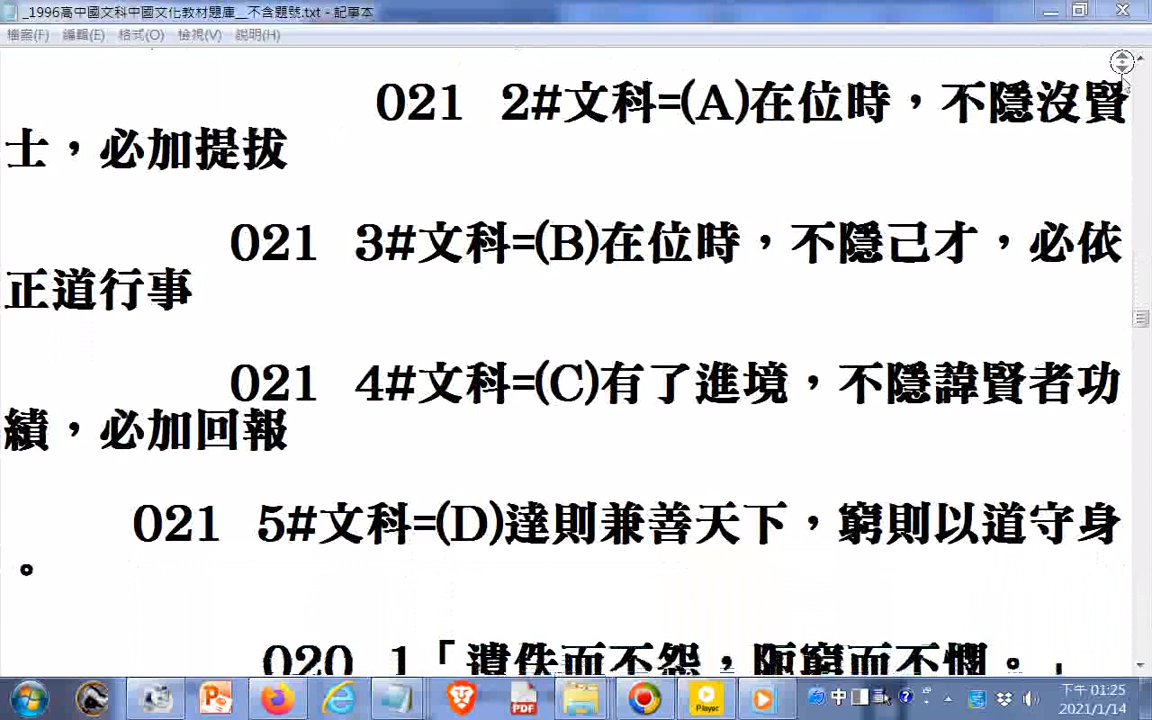 _1996高中國文科中國文化教材題庫__不含題號.txt - 記事本
檔案(F) 編輯(E) 格式(O) 檢視(V) 說明(H)
021 2#文科=(A)在位時，不隱沒賢
士，必加提拔
021 3#文科=(B)在位時，不隱己才，必依
正道行事
021 4#文科=(C)有了進境，不隱諱賢者功
績，必加回報
021 5#文科=(D)達則兼善天下，窮則以道守身
。
020 1「遺佚而不怨，阨窮而不憫。」
PDF
Player
中
下午 01:25
2021/1/14